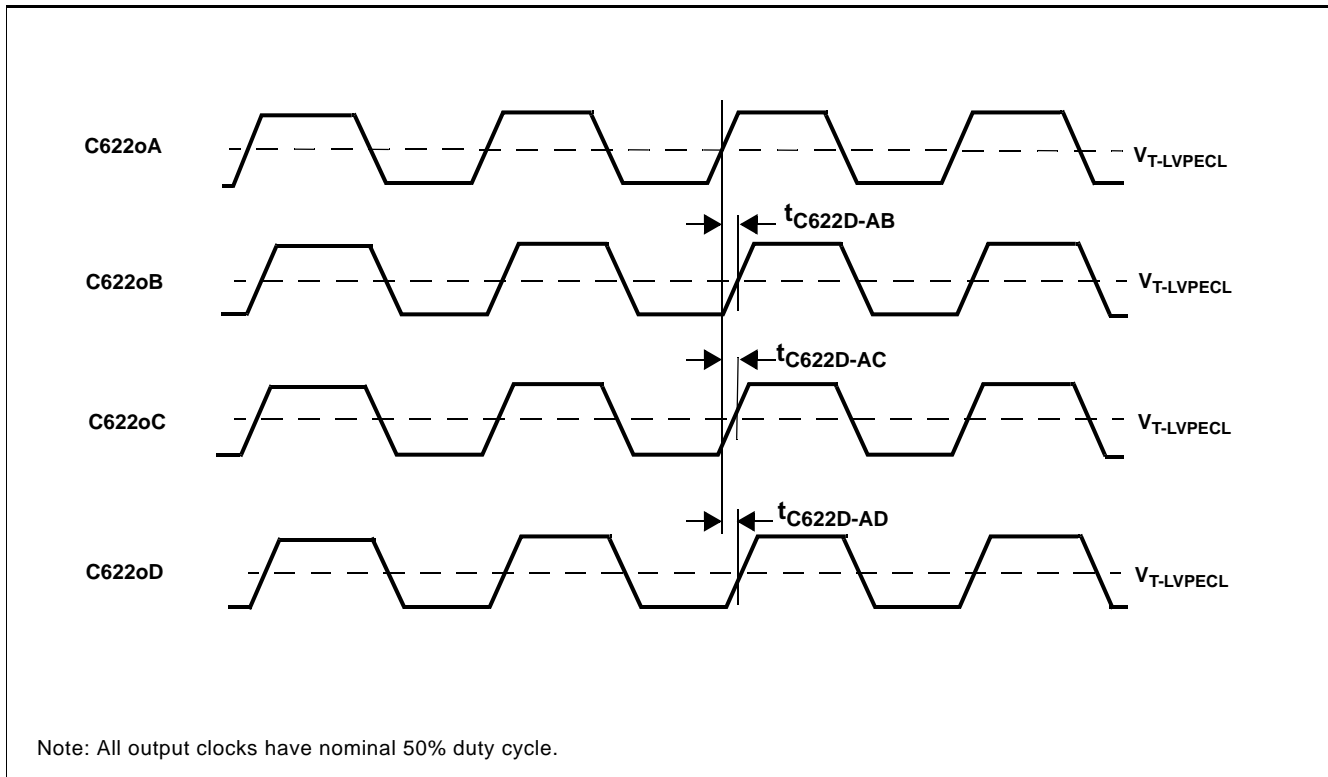 C622oA
VT-LVPECL
tC622D-AB
C622oB
VT-LVPECL
tC622D-AC
C622oC
VT-LVPECL
tC622D-AD
C622oD
VT-LVPECL
Note: All output clocks have nominal 50% duty cycle.